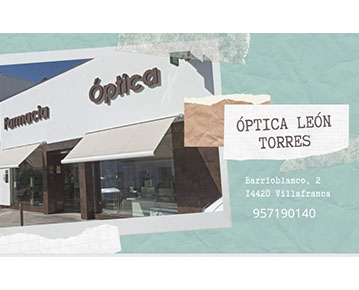 Farmacia
Óptica
ÓPTICA LEÓN
TORRES
Barrioblanco, 2
14420 Villafranca
957190140